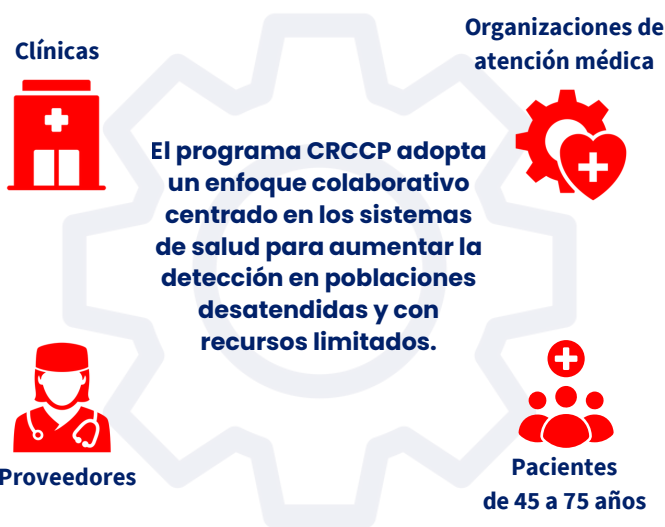 Clínicas
Organizaciones de
atención médica
El programa CRCCP adopta
un enfoque colaborativo
centrado en los sistemas
de salud para aumentar la
detección en poblaciones
desatendidas y con
recursos limitados.
Proveedores
Pacientes
de 45 a 75 años